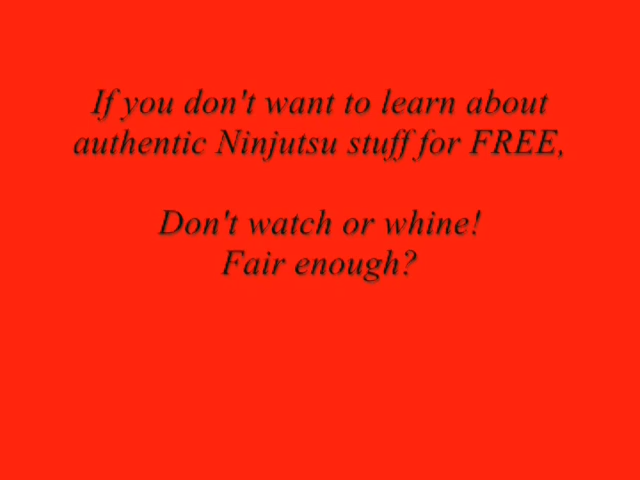 If you don't want to learn about
authentic Ninjutsu stuff for FREE,
Don't watch or whine!
Fair enough?